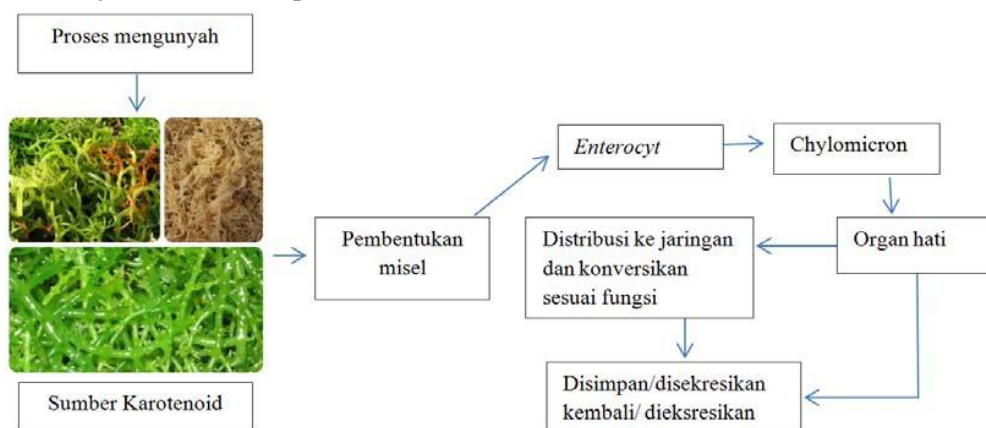 Proses mengunyah
Sumber Karotenoid
Pembentukan
misel
Enterocyt
Chylomicron
Organ hati
Distribusi ke jaringan
dan konversikan
sesuai fungsi
Disimpan/disekresikan
kembali/ dieksresikan